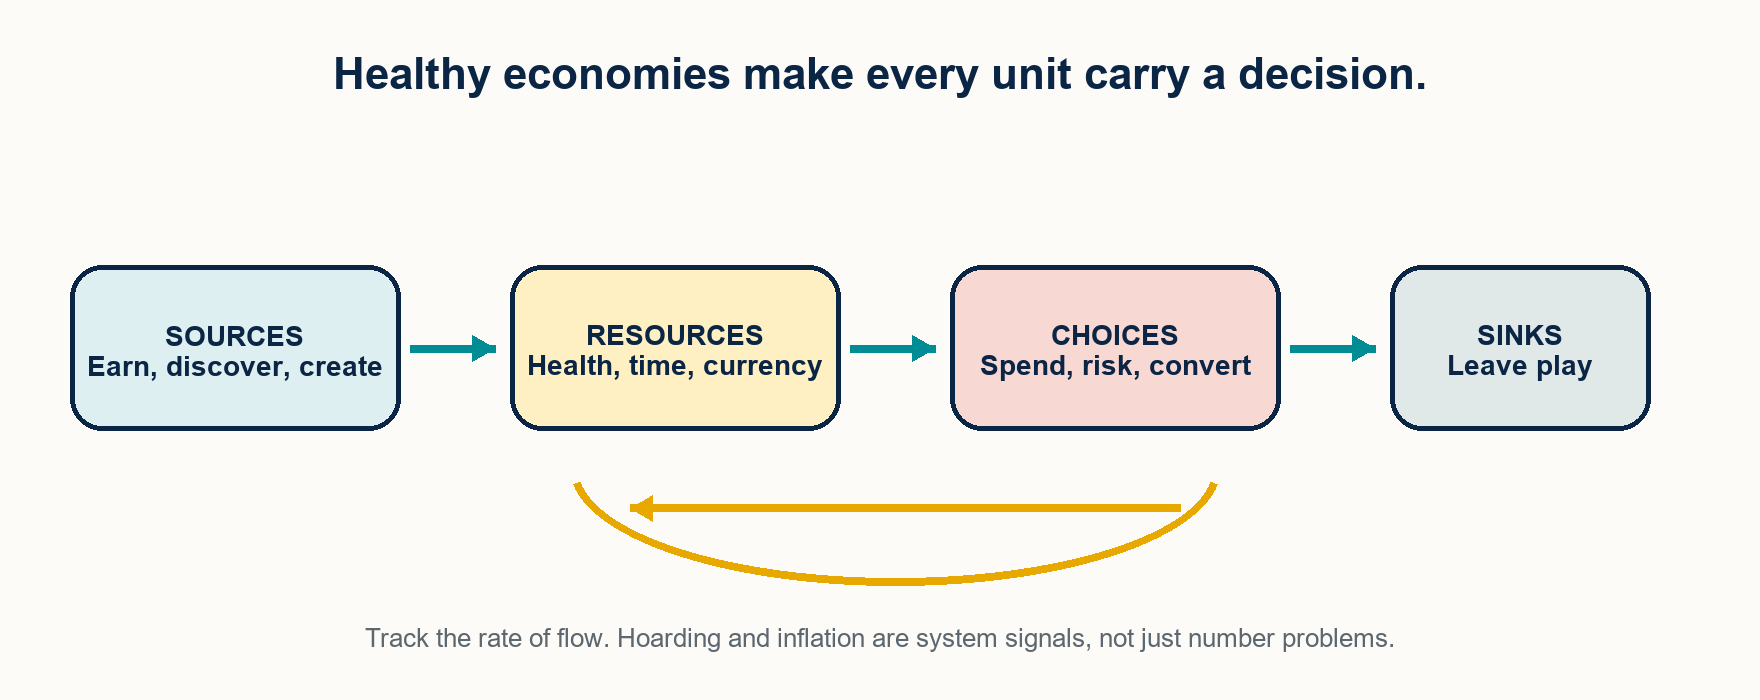 Healthy economies make every unit carry a decision.
SOURCES
Earn, discover, create
RESOURCES
Health, time, currency
CHOICES
Spend, risk, convert
SINKS
Leave play
Track the rate of flow. Hoarding and inflation are system signals, not just number problems.